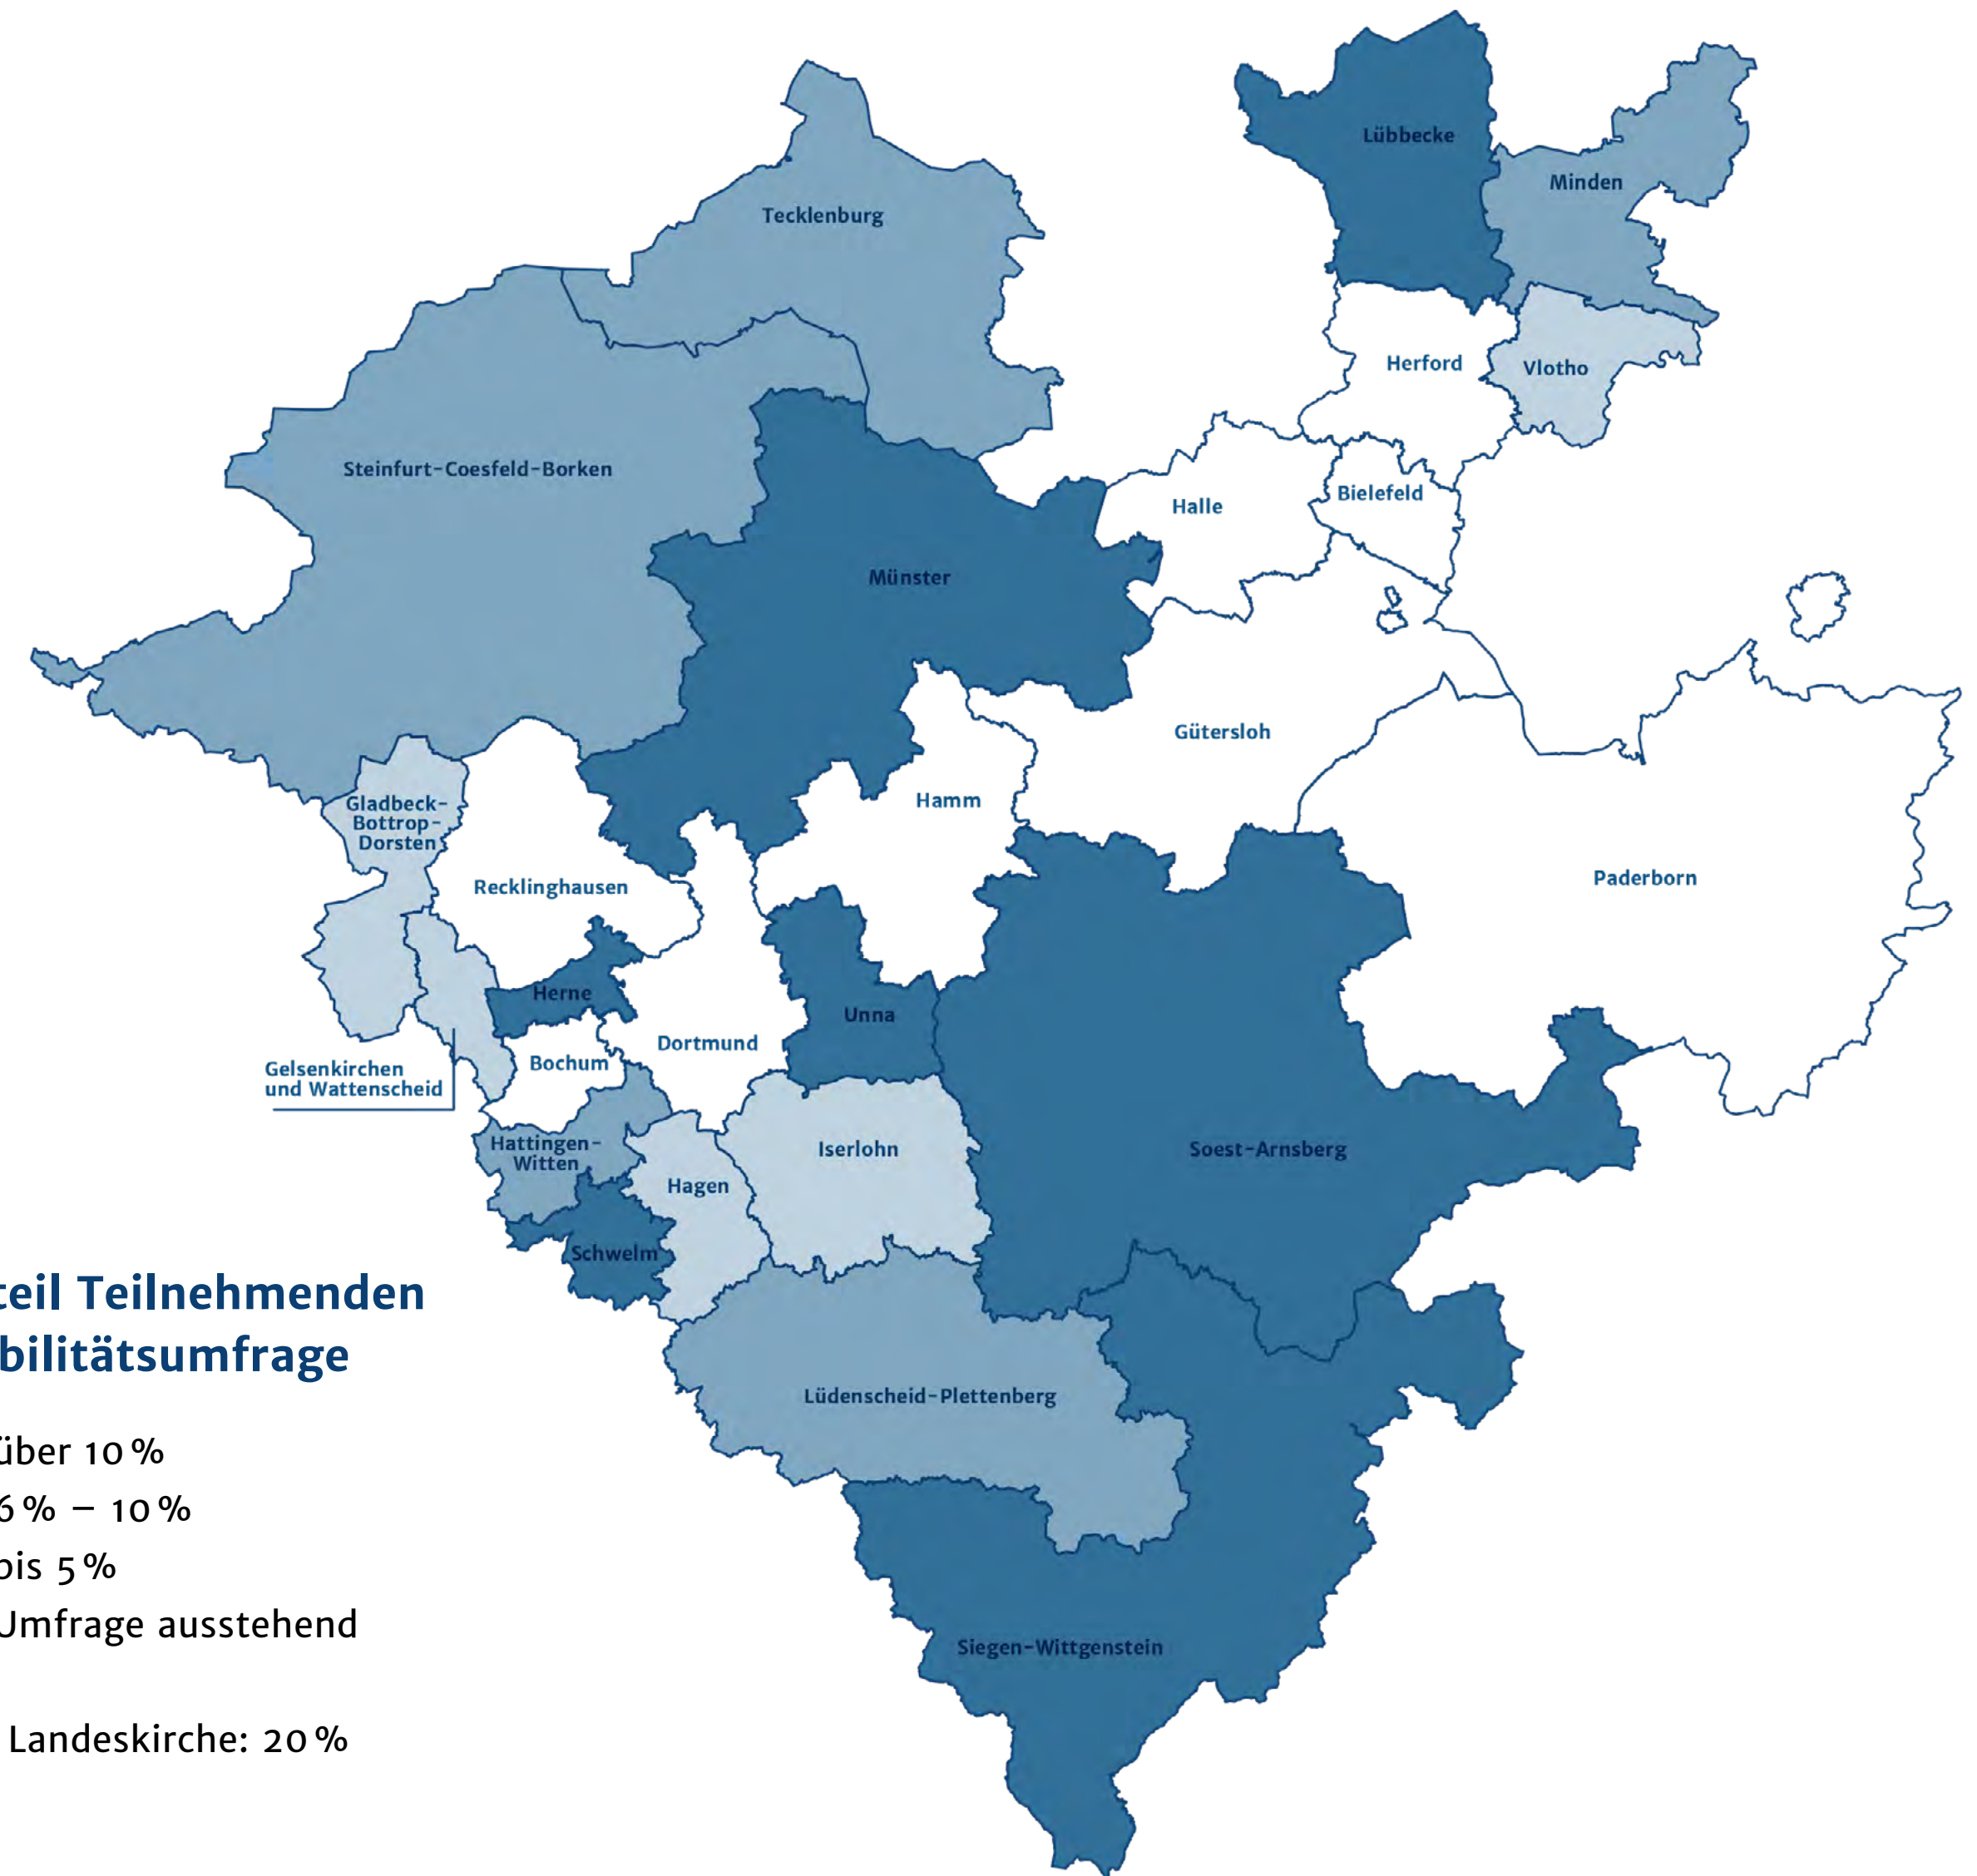 Lübbecke
Minden
Tecklenburg
Herford
Vlotho
Steinfurt-Coesfeld-Borken
Bielefeld
Halle
Münster
Gütersloh
Hamm
Gladbeck-
Bottrop-
Dorsten
Paderborn
Recklinghausen
Herne
Unna
Dortmund
Bochum
Gelsenkirchen
und Wattenscheid
Hattingen-
Witten
Iserlohn
Soest-Arnsberg
Hagen
Schwelm
teil Teilnehmenden
bilitätsumfrage
Lüdenscheid-Plettenberg
über 10 %
6 % – 10 %
bis 5 %
Umfrage ausstehend
Siegen-Wittgenstein
Landeskirche: 20 %